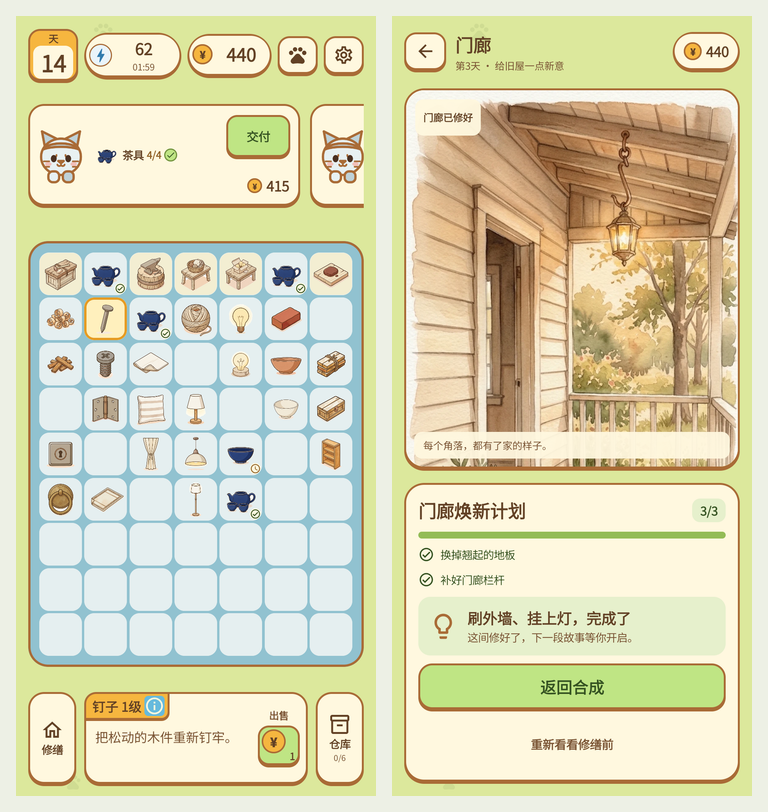 天
14
62
01:59
440
茶具 4/4
交付
415
钉子 1级
把松动的木件重新钉牢。
出售
1
修缮
仓库
0/6
门廊
第3天 · 给旧屋一点新意
440
门廊已修好
每个角落，都有了家的样子。
门廊焕新计划
3/3
换掉翘起的地板
补好门廊栏杆
刷外墙、挂上灯，完成了
这间修好了，下一段故事等你开启。
返回合成
重新看看修缮前